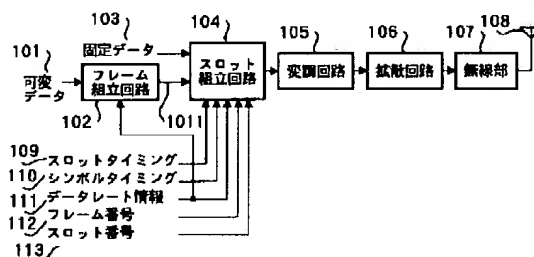 101
可変
データ
103
固定データ
フレーム
組立回路
102
1011
104
スロット
組立回路
105
変調回路
106
拡散回路
107
無線部
108
109
スロットタイミング
110
シンボルタイミング
111
データレート情報
112
フレーム番号
113
スロット番号